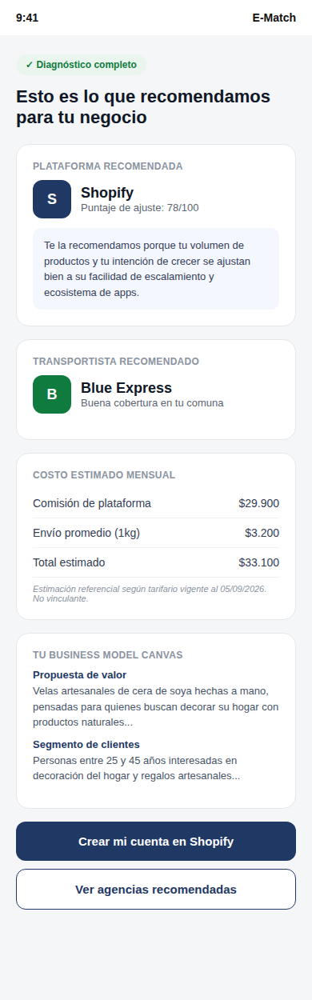 9:41 E-Match
✓ Diagnóstico completo
Esto es lo que recomendamos
para tu negocio
PLATAFORMA RECOMENDADA
S
Shopify
Puntaje de ajuste: 78/100
Te la recomendamos porque tu volumen de
productos y tu intención de crecer se ajustan
bien a su facilidad de escalamiento y
ecosistema de apps.
TRANSPORTISTA RECOMENDADO
B
Blue Express
Buena cobertura en tu comuna
COSTO ESTIMADO MENSUAL
Comisión de plataforma $29.900
Envío promedio (1kg) $3.200
Total estimado $33.100
Estimación referencial según tarifario vigente al 05/09/2026.
No vinculante.
TU BUSINESS MODEL CANVAS
Propuesta de valor
Velas artesanales de cera de soya hechas a mano,
pensadas para quienes buscan decorar su hogar con
productos naturales...
Segmento de clientes
Personas entre 25 y 45 años interesadas en
decoración del hogar y regalos artesanales...
Crear mi cuenta en Shopify
Ver agencias recomendadas